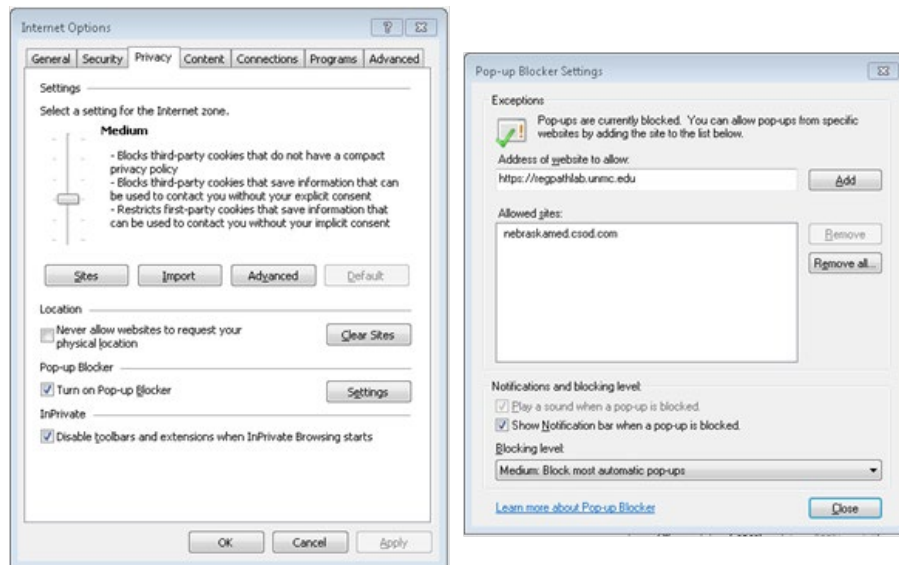 Internet Options
General Security Privacy Content Connections Programs Advanced
Settings
Select a setting for the Internet zone.
Medium
- Blocks third-party cookies that do not have a compact
privacy policy
- Blocks third-party cookies that save information that can
be used to contact you without your explicit consent
- Restricts first-party cookies that save information that
can be used to contact you without your implicit consent
Sites Import Advanced Default
Location
Never allow websites to request your
physical location
Clear Sites
Pop-up Blocker
Turn on Pop-up Blocker
Settings
InPrivate
Disable toolbars and extensions when InPrivate Browsing starts
OK Cancel Apply
Pop-up Blocker Settings
Exceptions
Pop-ups are currently blocked. You can allow pop-ups from specific
websites by adding the site to the list below.
Address of website to allow:
https://regpathlab.unmc.edu
Add
Allowed sites:
nebraskamed.csod.com
Remove
Remove all...
Notifications and blocking level:
Play a sound when a pop-up is blocked.
Show Notification bar when a pop-up is blocked.
Blocking level:
Medium: Block most automatic pop-ups
Learn more about Pop-up Blocker
Close